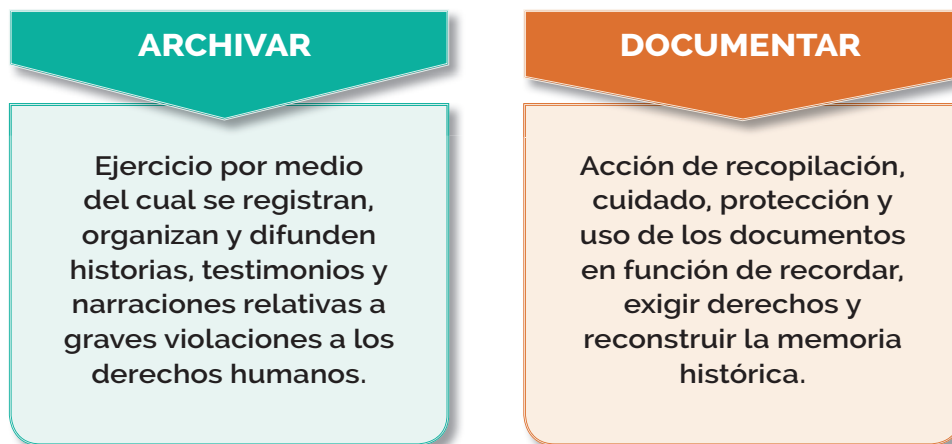 ARCHIVAR
Ejercicio por medio
del cual se registran,
organizan y difunden
historias, testimonios y
narraciones relativas a
graves violaciones a los
derechos humanos.
DOCUMENTAR
Acción de recopilación,
cuidado, protección y
uso de los documentos
en función de recordar,
exigir derechos y
reconstruir la memoria
histórica.